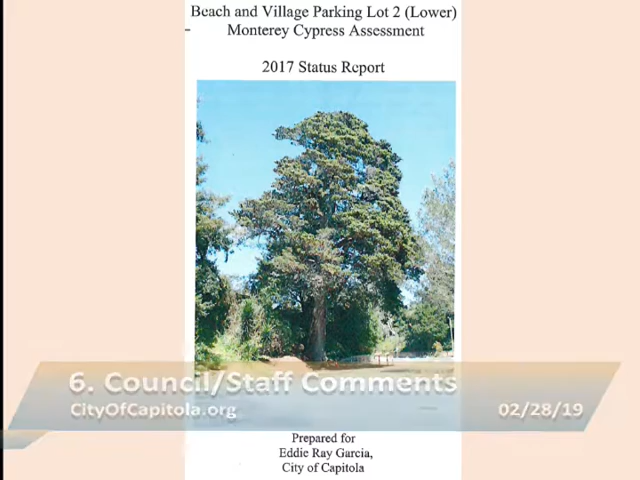 Beach and Village Parking Lot 2 (Lower)
Monterey Cypress Assessment
2017 Status Report
6. Council/Staff Comments
CityOfCapitola.org
02/28/19
Prepared for
Eddie Ray Garcia,
City of Capitola